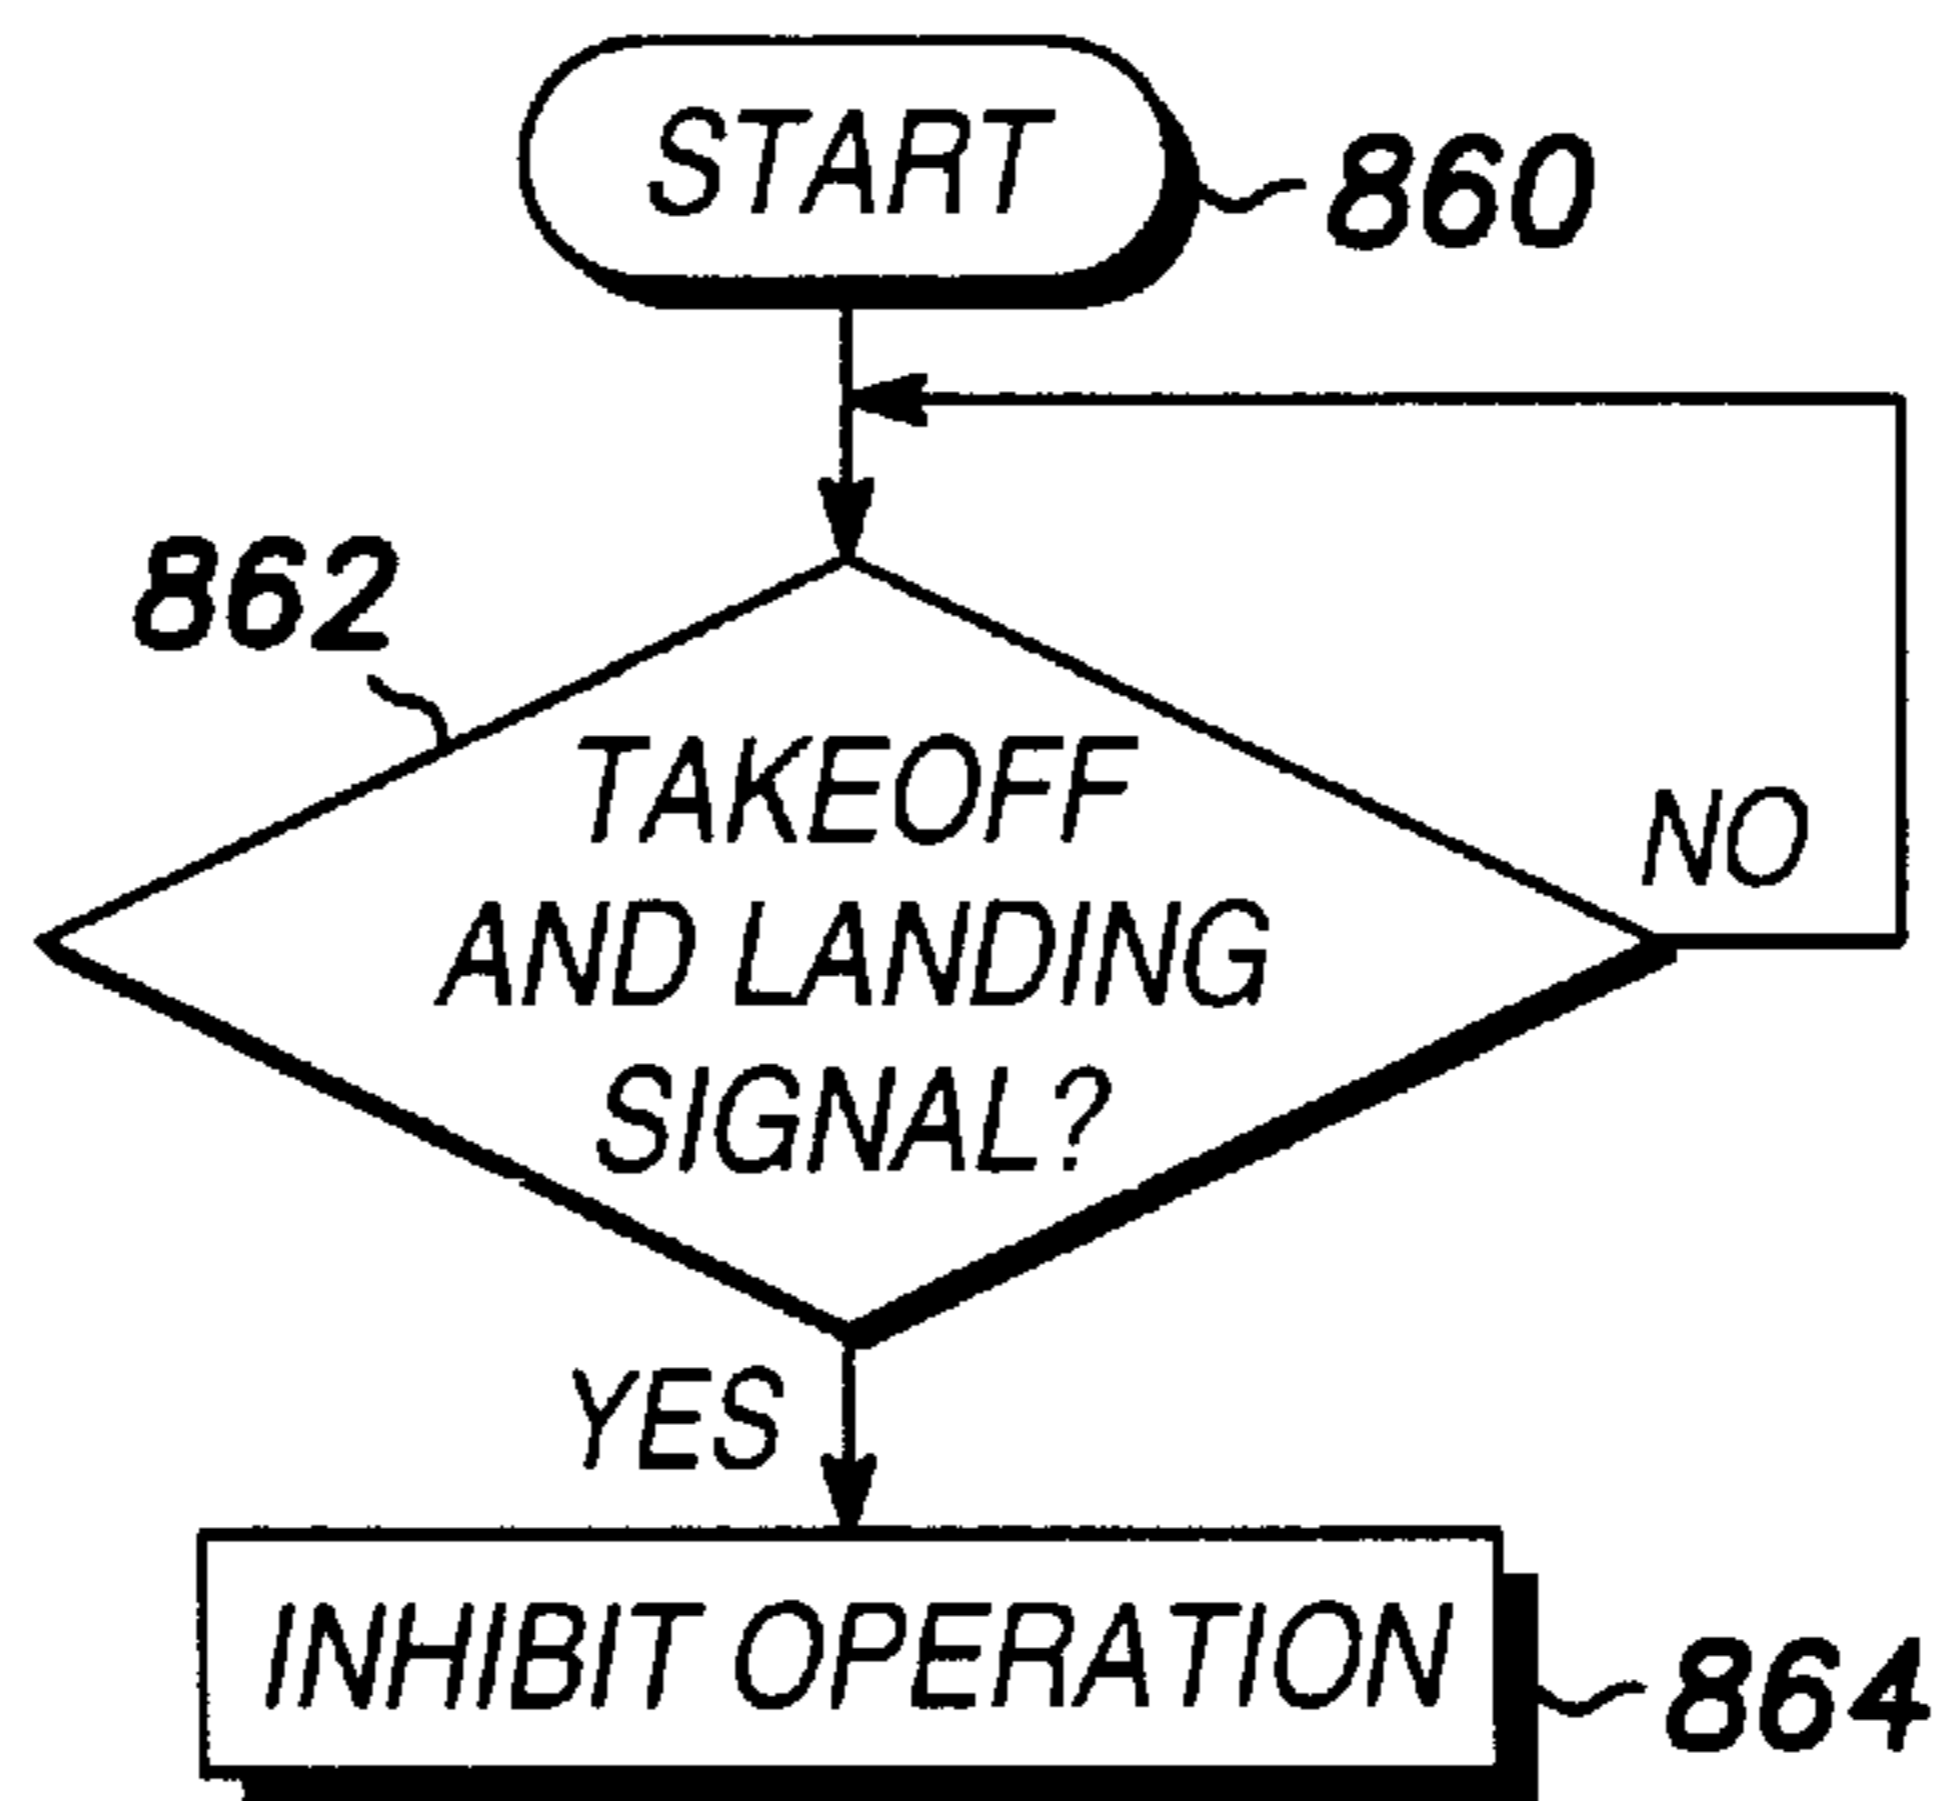 START
860
862
TAKEOFF
AND LANDING
SIGNAL?
NO
YES
INHIBIT OPERATION
864